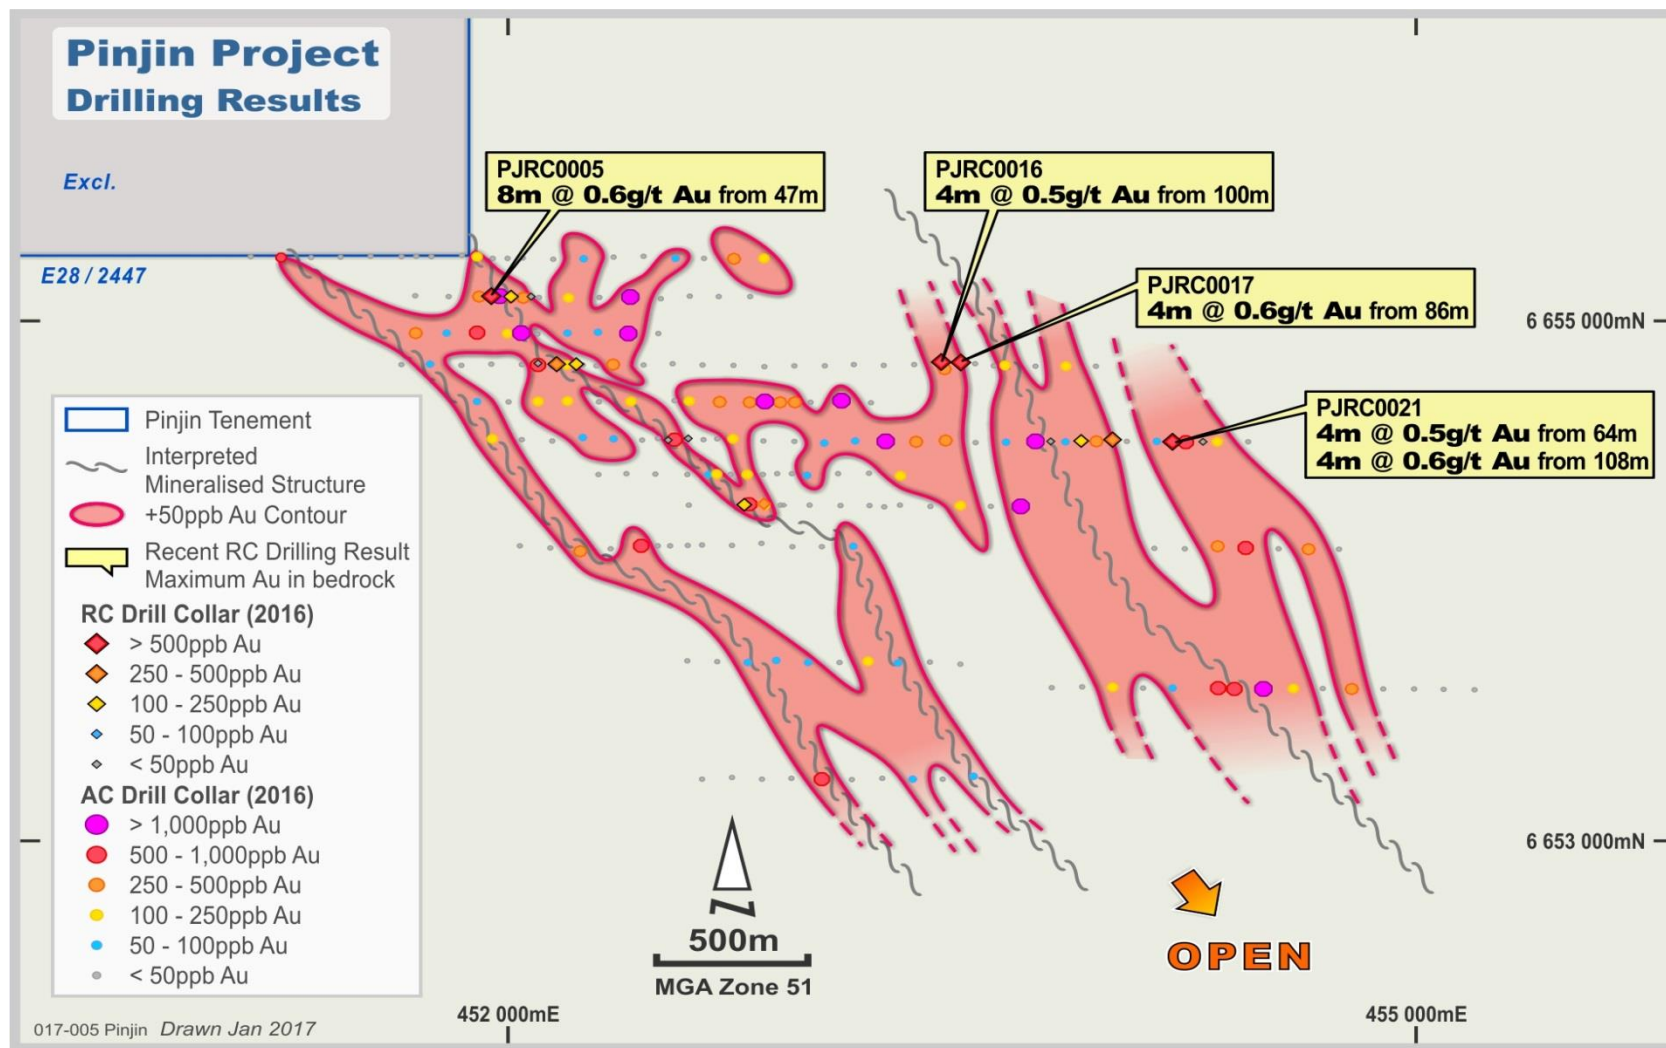 Pinjin Project
Drilling Results
Excl.
E28 / 2447
PJRC0005
8m @ 0.6g/t Au from 47m
PJRC0016
4m @ 0.5g/t Au from 100m
PJRC0017
4m @ 0.6g/t Au from 86m
6 655 000mN
PJRC0021
4m @ 0.5g/t Au from 64m
4m @ 0.6g/t Au from 108m
Pinjin Tenement
Interpreted
Mineralised Structure
+50ppb Au Contour
Recent RC Drilling Result
Maximum Au in bedrock
RC Drill Collar (2016)
> 500ppb Au
250 - 500ppb Au
100 - 250ppb Au
50 - 100ppb Au
< 50ppb Au
AC Drill Collar (2016)
> 1,000ppb Au
500 - 1,000ppb Au
250 - 500ppb Au
100 - 250ppb Au
50 - 100ppb Au
< 50ppb Au
6 653 000mN
N
500m
MGA Zone 51
OPEN
452 000mE
455 000mE
017-005 Pinjin Drawn Jan 2017